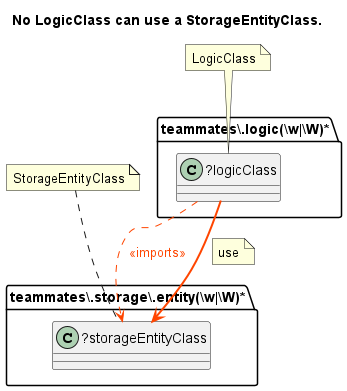 No LogicClass can use a StorageEntityClass.
LogicClass
teammates\.logic(\w|\W)*
C ?logicClass
StorageEntityClass
«imports»
use
teammates\.storage\.entity(\w|\W)*
C ?storageEntityClass